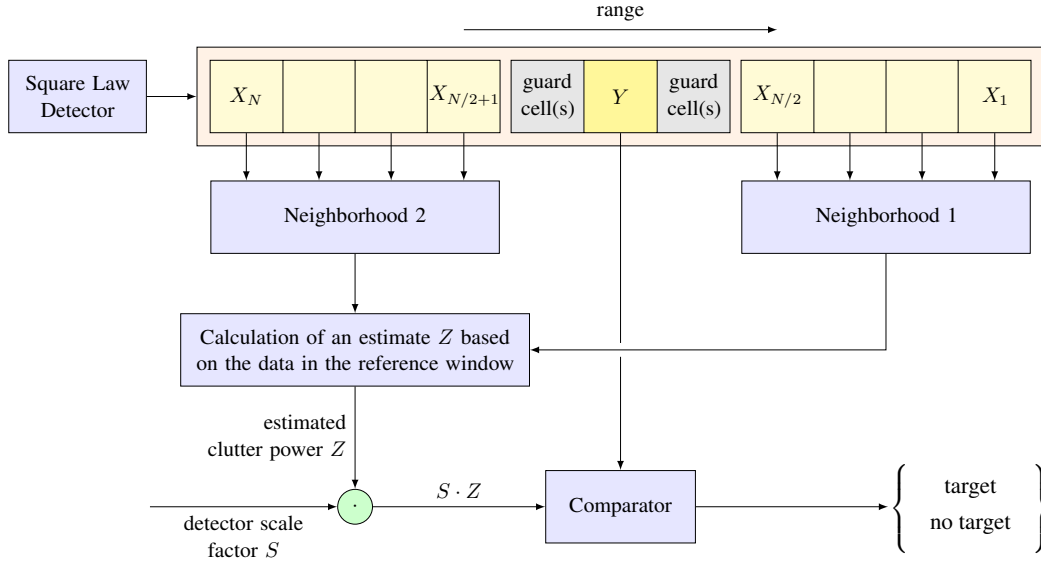 range
Square Law
Detector
X_N
X_{N/2+1}
guard
cell(s)
Y
guard
cell(s)
X_{N/2}
X_1
Neighborhood 2
Neighborhood 1
Calculation of an estimate Z based
on the data in the reference window
estimated
clutter power Z
detector scale
factor S
·
S · Z
Comparator
target
no target